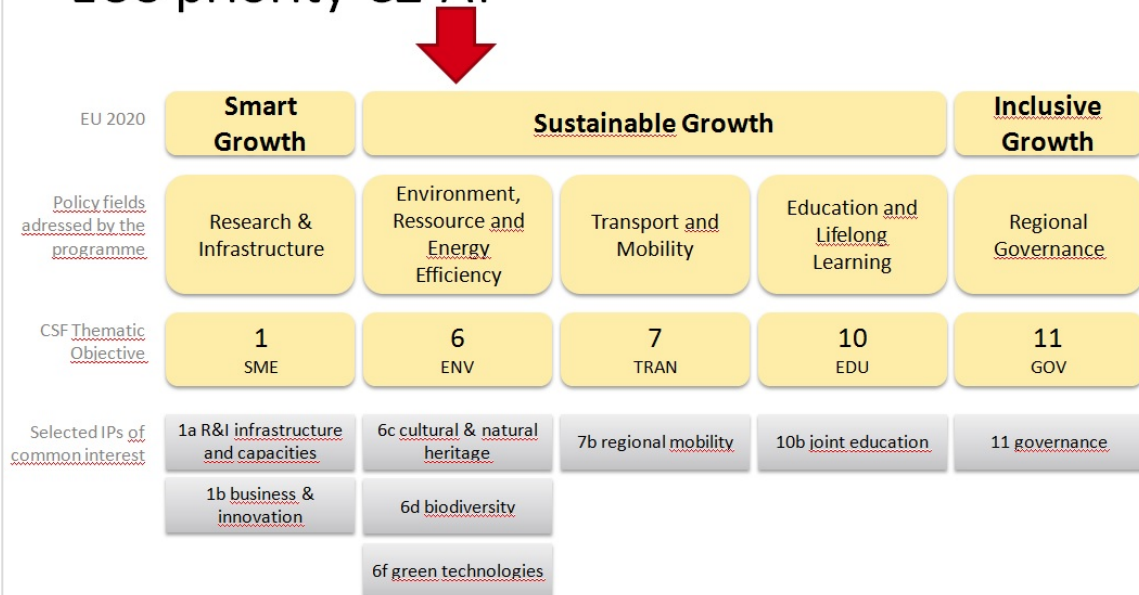 EU 2020
Smart
Growth
Sustainable Growth
Inclusive
Growth
Policy fields
adressed by the
programme
Research &
Infrastructure
Environment,
Ressource and
Energy
Efficiency
Transport and
Mobility
Education and
Lifelong
Learning
Regional
Governance
CSF Thematic
Objective
1
SME
6
ENV
7
TRAN
10
EDU
11
GOV
Selected IPs of
common interest
1a R&I infrastructure
and capacities
6c cultural & natural
heritage
7b regional mobility
10b joint education
11 governance
1b business &
innovation
6d biodiversity
6f green technologies